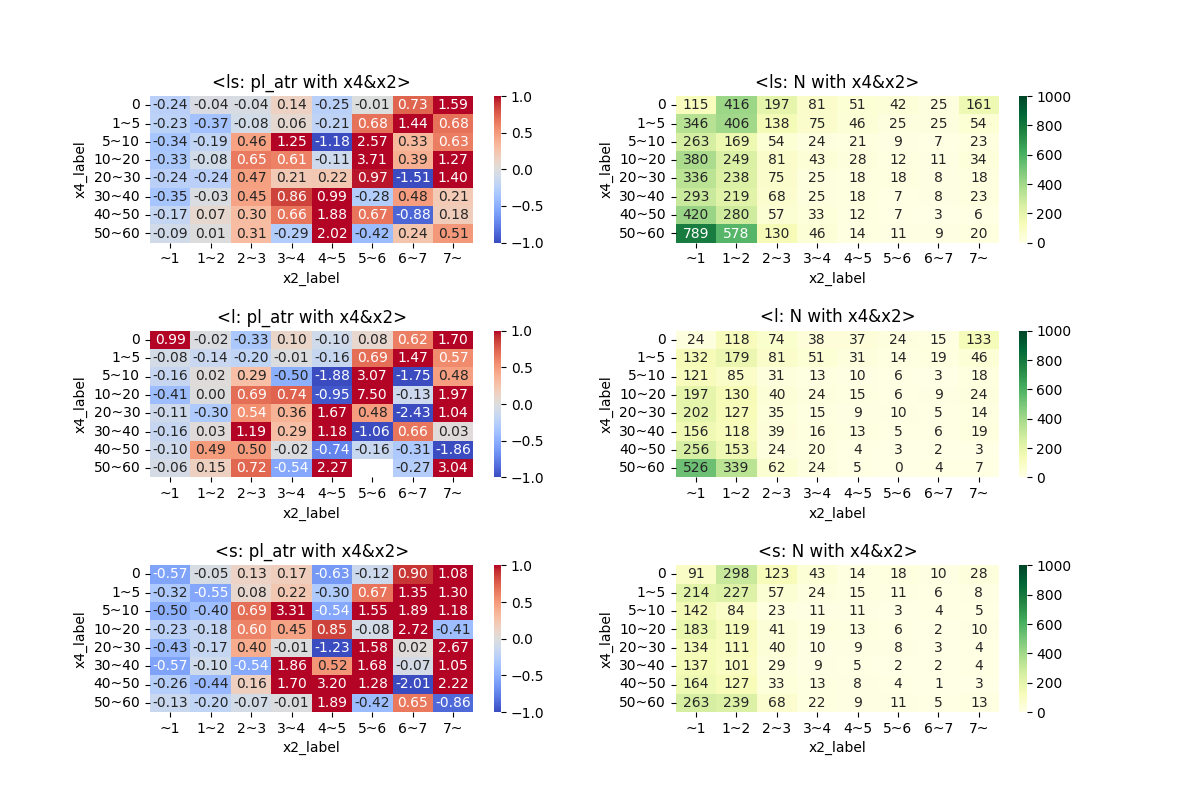 <ls: pl_atr with x4&x2>
x4_label
0 -0.24 -0.04 -0.04 0.14 -0.25 -0.01 0.73 1.59
1~5 -0.23 -0.37 -0.08 0.06 -0.21 0.68 1.44 0.68
5~10 -0.34 -0.19 0.46 1.25 -1.18 2.57 0.33 0.63
10~20 -0.33 -0.08 0.65 0.61 -0.11 3.71 0.39 1.27
20~30 -0.24 -0.24 0.47 0.21 0.22 0.97 -1.51 1.40
30~40 -0.35 -0.03 0.45 0.86 0.99 -0.28 0.48 0.21
40~50 -0.17 0.07 0.30 0.66 1.88 0.67 -0.88 0.18
50~60 -0.09 0.01 0.31 -0.29 2.02 -0.42 0.24 0.51
~1 1~2 2~3 3~4 4~5 5~6 6~7 7~
x2_label
1.0
0.5
0.0
−0.5
−1.0
<ls: N with x4&x2>
x4_label
0 115 416 197 81 51 42 25 161
1~5 346 406 138 75 46 25 25 54
5~10 263 169 54 24 21 9 7 23
10~20 380 249 81 43 28 12 11 34
20~30 336 238 75 25 18 18 8 18
30~40 293 219 68 25 18 7 8 23
40~50 420 280 57 33 12 7 3 6
50~60 789 578 130 46 14 11 9 20
~1 1~2 2~3 3~4 4~5 5~6 6~7 7~
x2_label
1000
800
600
400
200
0
<l: pl_atr with x4&x2>
x4_label
0 0.99 -0.02 -0.33 0.10 -0.10 0.08 0.62 1.70
1~5 -0.08 -0.14 -0.20 -0.01 -0.16 0.69 1.47 0.57
5~10 -0.16 0.02 0.29 -0.50 -1.88 3.07 -1.75 0.48
10~20 -0.41 0.00 0.69 0.74 -0.95 7.50 -0.13 1.97
20~30 -0.11 -0.30 0.54 0.36 1.67 0.48 -2.43 1.04
30~40 -0.16 0.03 1.19 0.29 1.18 -1.06 0.66 0.03
40~50 -0.10 0.49 0.50 -0.02 -0.74 -0.16 -0.31 -1.86
50~60 -0.06 0.15 0.72 -0.54 2.27 -0.27 3.04
~1 1~2 2~3 3~4 4~5 5~6 6~7 7~
x2_label
1.0
0.5
0.0
−0.5
−1.0
<l: N with x4&x2>
x4_label
0 24 118 74 38 37 24 15 133
1~5 132 179 81 51 31 14 19 46
5~10 121 85 31 13 10 6 3 18
10~20 197 130 40 24 15 6 9 24
20~30 202 127 35 15 9 10 5 14
30~40 156 118 39 16 13 5 6 19
40~50 256 153 24 20 4 3 2 3
50~60 526 339 62 24 5 0 4 7
~1 1~2 2~3 3~4 4~5 5~6 6~7 7~
x2_label
1000
800
600
400
200
0
<s: pl_atr with x4&x2>
x4_label
0 -0.57 -0.05 0.13 0.17 -0.63 -0.12 0.90 1.08
1~5 -0.32 -0.55 0.08 0.22 -0.30 0.67 1.35 1.30
5~10 -0.50 -0.40 0.69 3.31 -0.54 1.55 1.89 1.18
10~20 -0.23 -0.18 0.60 0.45 0.85 -0.08 2.72 -0.41
20~30 -0.43 -0.17 0.40 -0.01 -1.23 1.58 0.02 2.67
30~40 -0.57 -0.10 -0.54 1.86 0.52 1.68 -0.07 1.05
40~50 -0.26 -0.44 0.16 1.70 3.20 1.28 -2.01 2.22
50~60 -0.13 -0.20 -0.07 -0.01 1.89 -0.42 0.65 -0.86
~1 1~2 2~3 3~4 4~5 5~6 6~7 7~
x2_label
1.0
0.5
0.0
−0.5
−1.0
<s: N with x4&x2>
x4_label
0 91 298 123 43 14 18 10 28
1~5 214 227 57 24 15 11 6 8
5~10 142 84 23 11 11 3 4 5
10~20 183 119 41 19 13 6 2 10
20~30 134 111 40 10 9 8 3 4
30~40 137 101 29 9 5 2 2 4
40~50 164 127 33 13 8 4 1 3
50~60 263 239 68 22 9 11 5 13
~1 1~2 2~3 3~4 4~5 5~6 6~7 7~
x2_label
1000
800
600
400
200
0